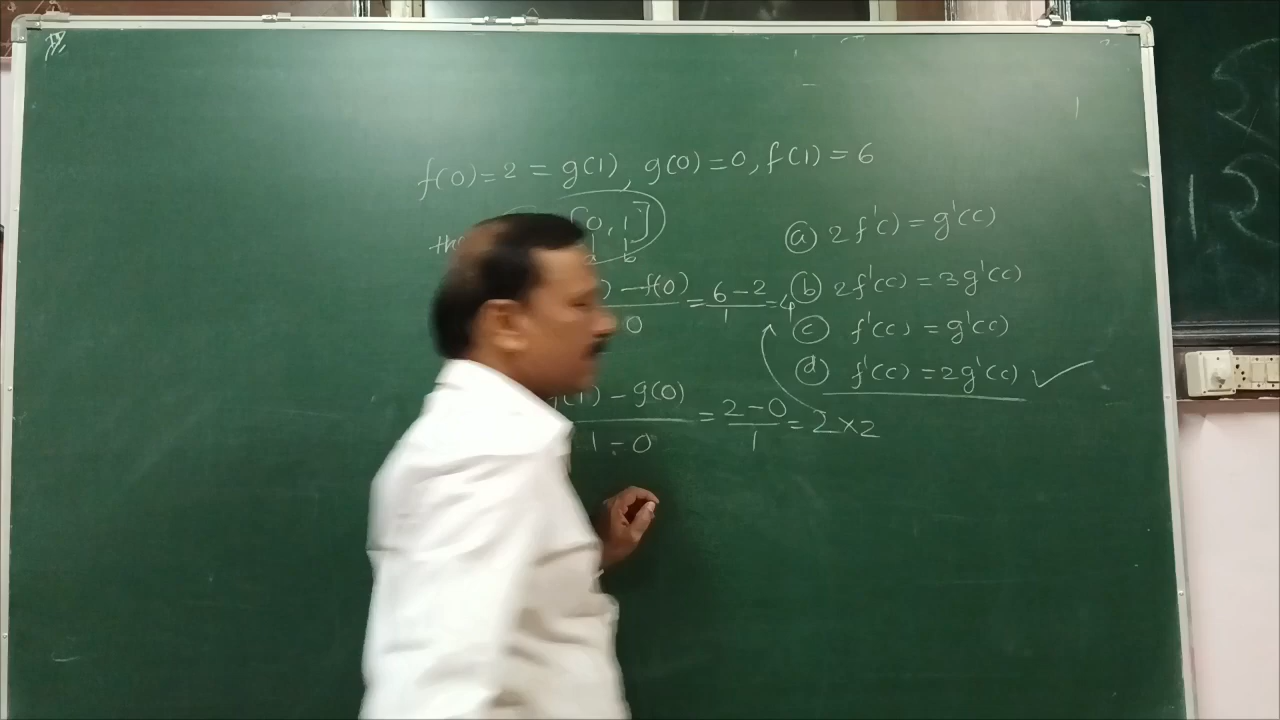 f(0) = 2 = g(1), g(0) = 0, f(1) = 6
[0, 1]
a b
(a) 2f'(c) = g'(c)
) - f(0) = 6 - 2 = 4
0 1
(b) 2f'(c) = 3g'(c)
(c) f'(c) = g'(c)
(d) f'(c) = 2g'(c) ✓
g(1) - g(0) = 2 - 0 = 2 × 2
1 - 0 1